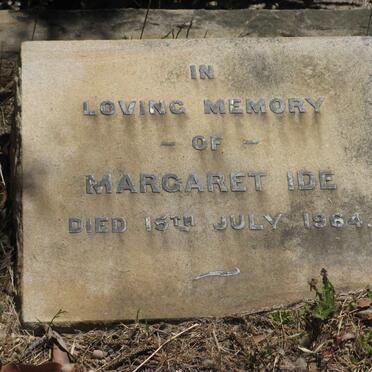 IN
LOVING MEMORY
– OF –
MARGARET IDE
DIED 15TH JULY 1964.